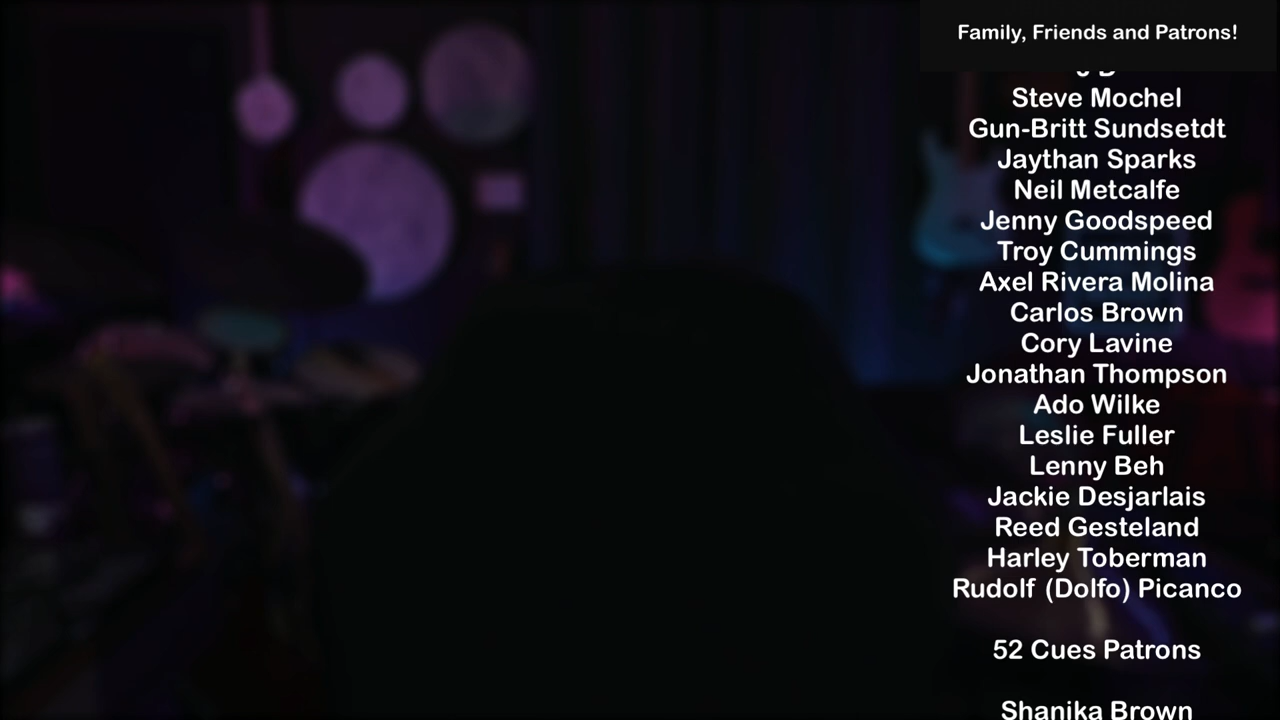 Family, Friends and Patrons!
Steve Mochel
Gun-Britt Sundsetdt
Jaythan Sparks
Neil Metcalfe
Jenny Goodspeed
Troy Cummings
Axel Rivera Molina
Carlos Brown
Cory Lavine
Jonathan Thompson
Ado Wilke
Leslie Fuller
Lenny Beh
Jackie Desjarlais
Reed Gesteland
Harley Toberman
Rudolf (Dolfo) Picanco
52 Cues Patrons
Shanika Brown